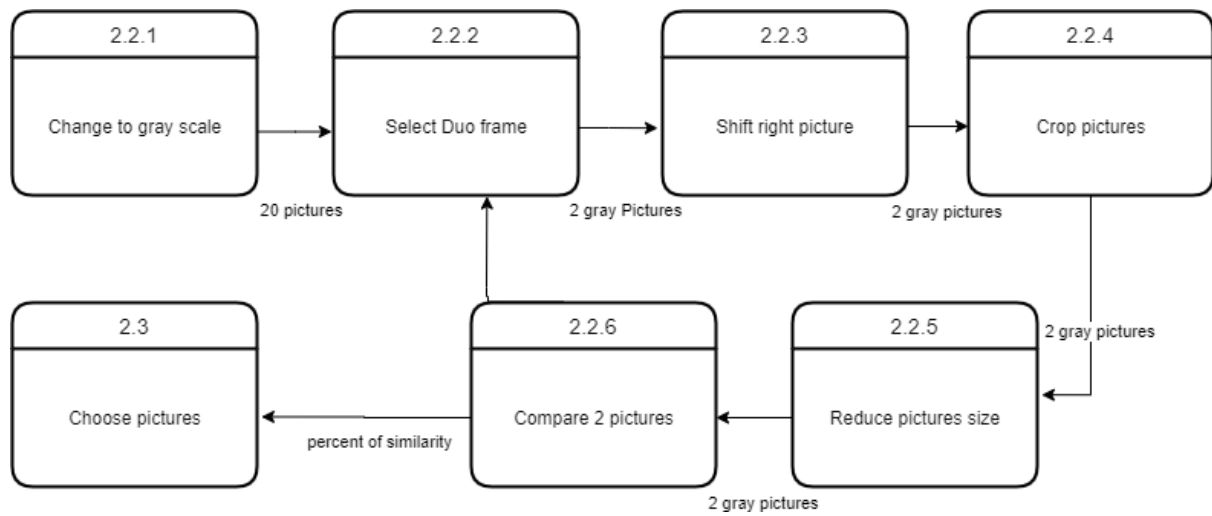 2.2.1
2.2.2
2.2.3
2.2.4
Change to gray scale
Select Duo frame
Shift right picture
Crop pictures
20 pictures
2 gray Pictures
2 gray pictures
2 gray pictures
2.3
2.2.6
2.2.5
Choose pictures
Compare 2 pictures
Reduce pictures size
percent of similarity
2 gray pictures